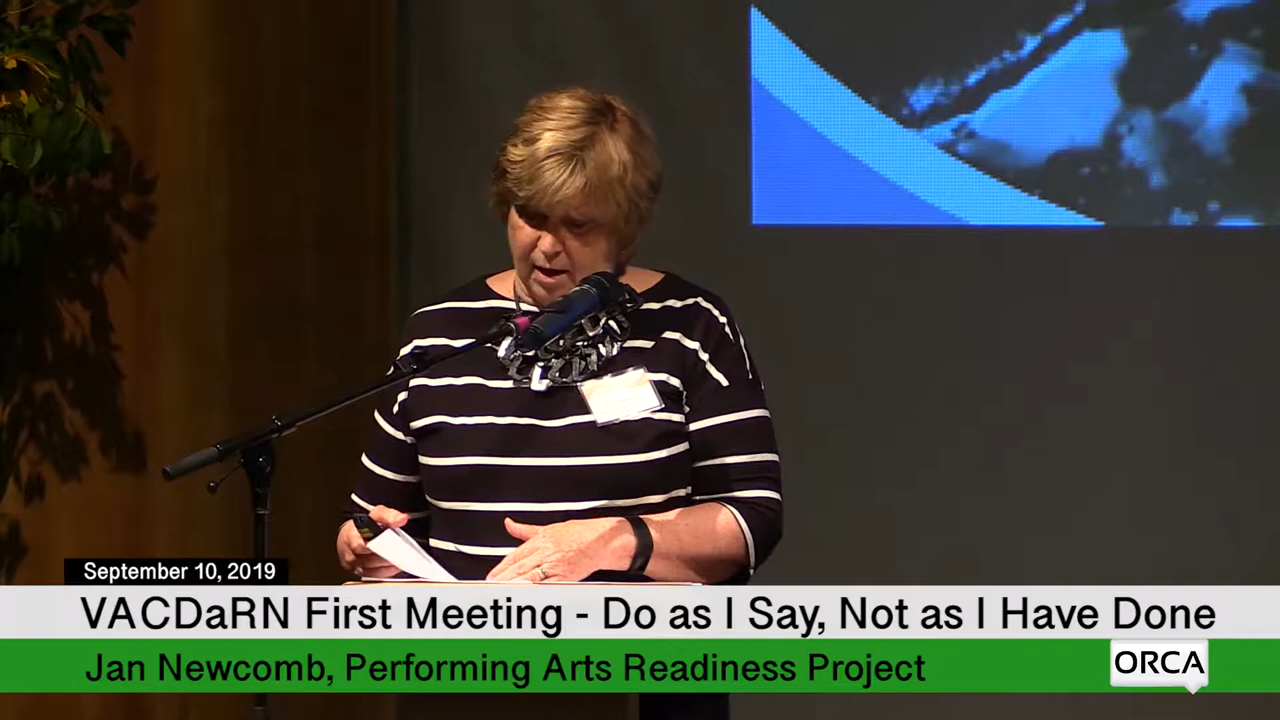 September 10, 2019
VACDaRN First Meeting - Do as I Say, Not as I Have Done
Jan Newcomb, Performing Arts Readiness Project
ORCA